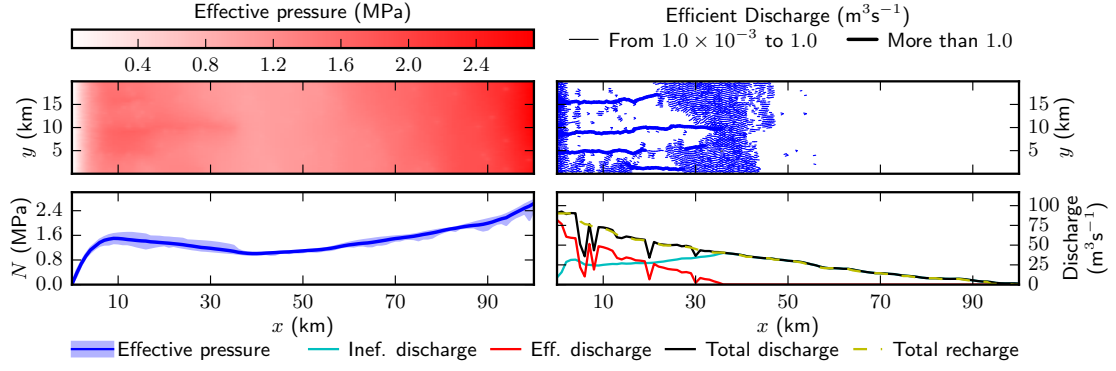 Effective pressure (MPa)
0.4 0.8 1.2 1.6 2.0 2.4
Efficient Discharge (m³s⁻¹)
From 1.0 × 10⁻³ to 1.0
More than 1.0
y (km)
15
10
5
15
10
5
y (km)
N (MPa)
2.4
1.6
0.8
0.0
10 30 50 70 90
x (km)
100
75
50
25
0
Discharge
(m³s⁻¹)
10 30 50 70 90
x (km)
Effective pressure Inef. discharge Eff. discharge Total discharge Total recharge